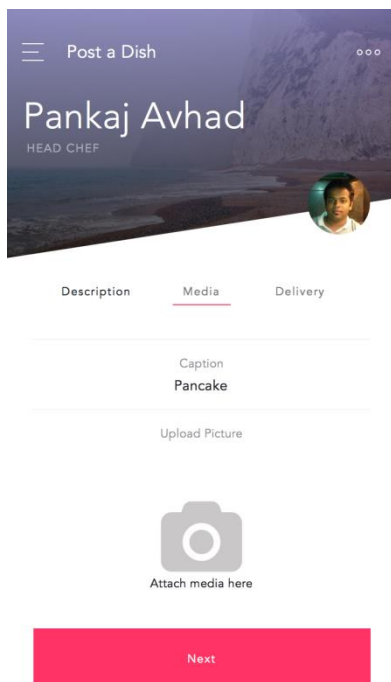 Post a Dish
Pankaj Avhad
HEAD CHEF
Description Media Delivery
Caption
Pancake
Upload Picture
Attach media here
Next